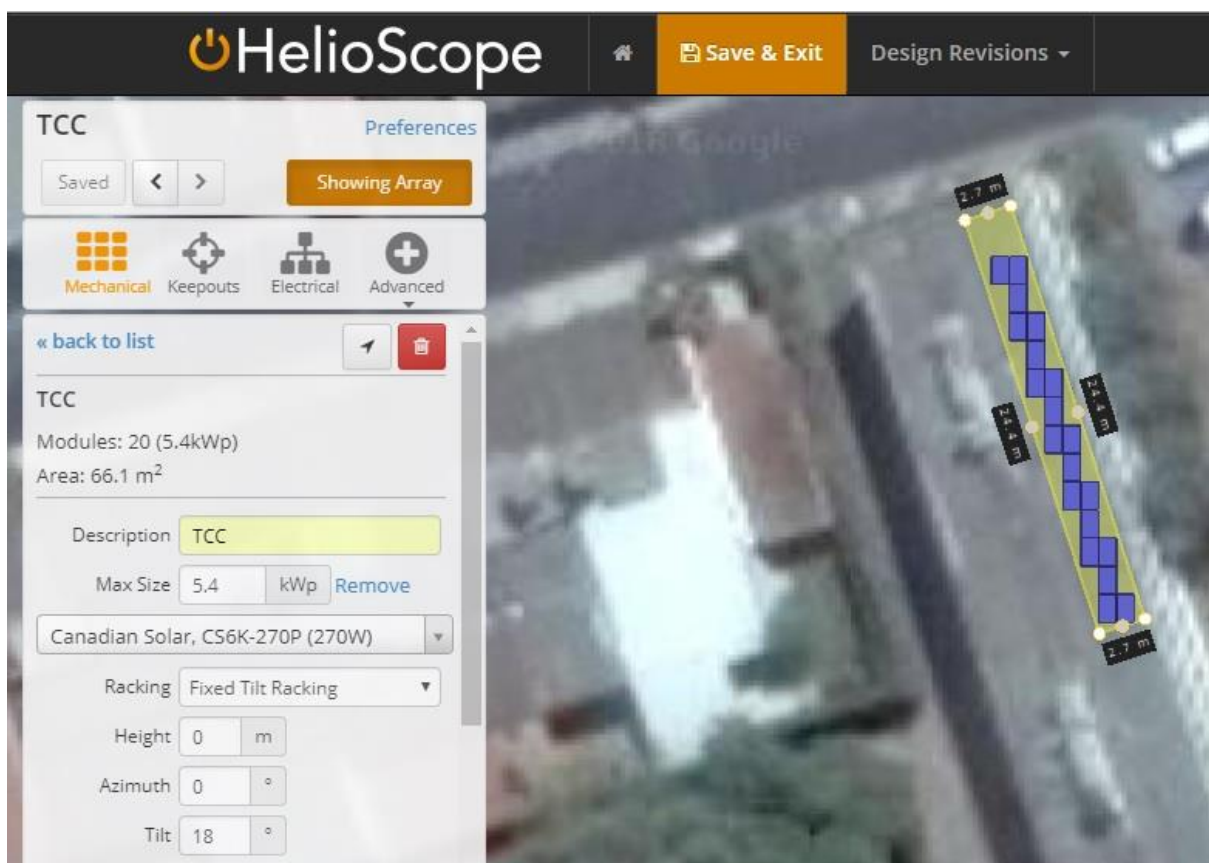 HelioScope
Save & Exit
Design Revisions
TCC
Preferences
Saved
Showing Array
Mechanical
Keepouts
Electrical
Advanced
« back to list
TCC
Modules: 20 (5.4kWp)
Area: 66.1 m²
Description TCC
Max Size 5.4 kWp Remove
Canadian Solar, CS6K-270P (270W)
Racking Fixed Tilt Racking
Height 0 m
Azimuth 0 °
Tilt 18 °
Google
2.7 m
24.4 m
24.4 m
2.7 m